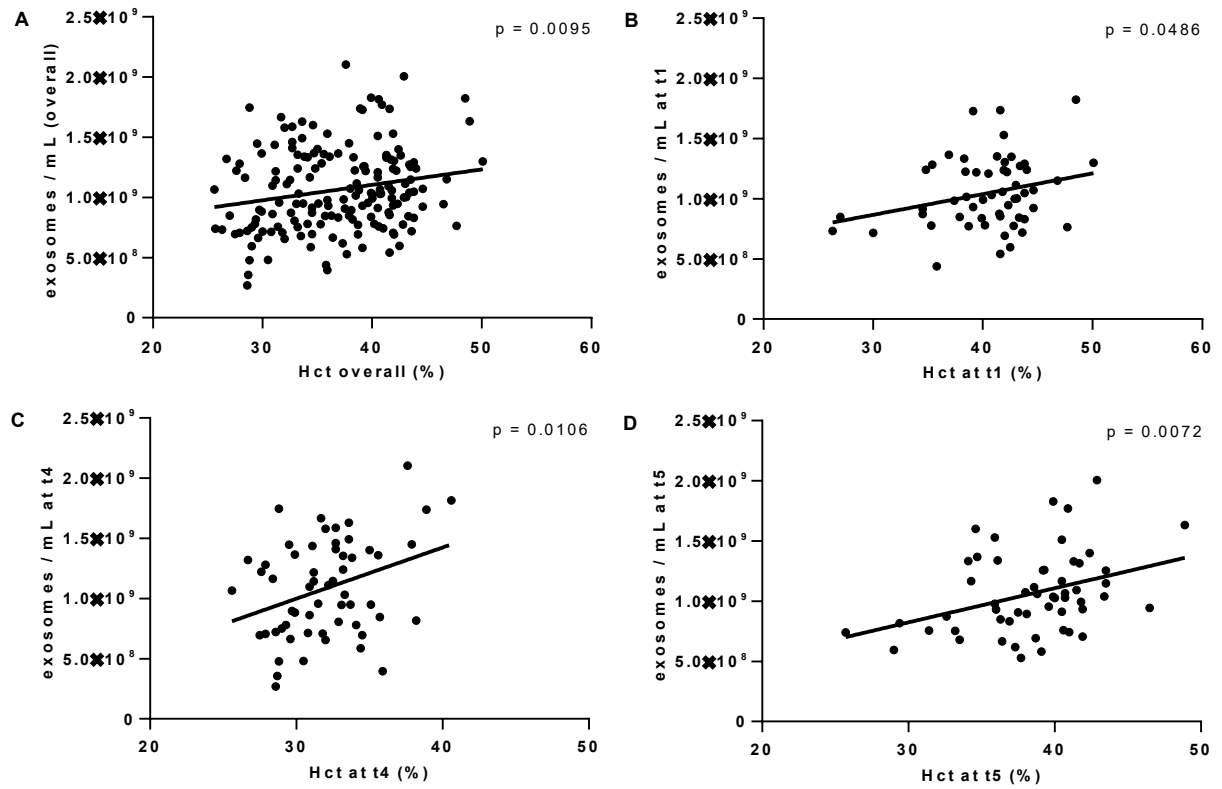 A
p = 0.0095
exosomes / mL (overall)
2.5✖10⁹
2.0✖10⁹
1.5✖10⁹
1.0✖10⁹
5.0✖10⁸
0
20 30 40 50 60
Hct overall (%)
B
p = 0.0486
exosomes / mL at t1
2.5✖10⁹
2.0✖10⁹
1.5✖10⁹
1.0✖10⁹
5.0✖10⁸
0
20 30 40 50 60
Hct at t1 (%)
C
p = 0.0106
exosomes / mL at t4
2.5✖10⁹
2.0✖10⁹
1.5✖10⁹
1.0✖10⁹
5.0✖10⁸
0
20 30 40 50
Hct at t4 (%)
D
p = 0.0072
exosomes / mL at t5
2.5✖10⁹
2.0✖10⁹
1.5✖10⁹
1.0✖10⁹
5.0✖10⁸
0
20 30 40 50
Hct at t5 (%)